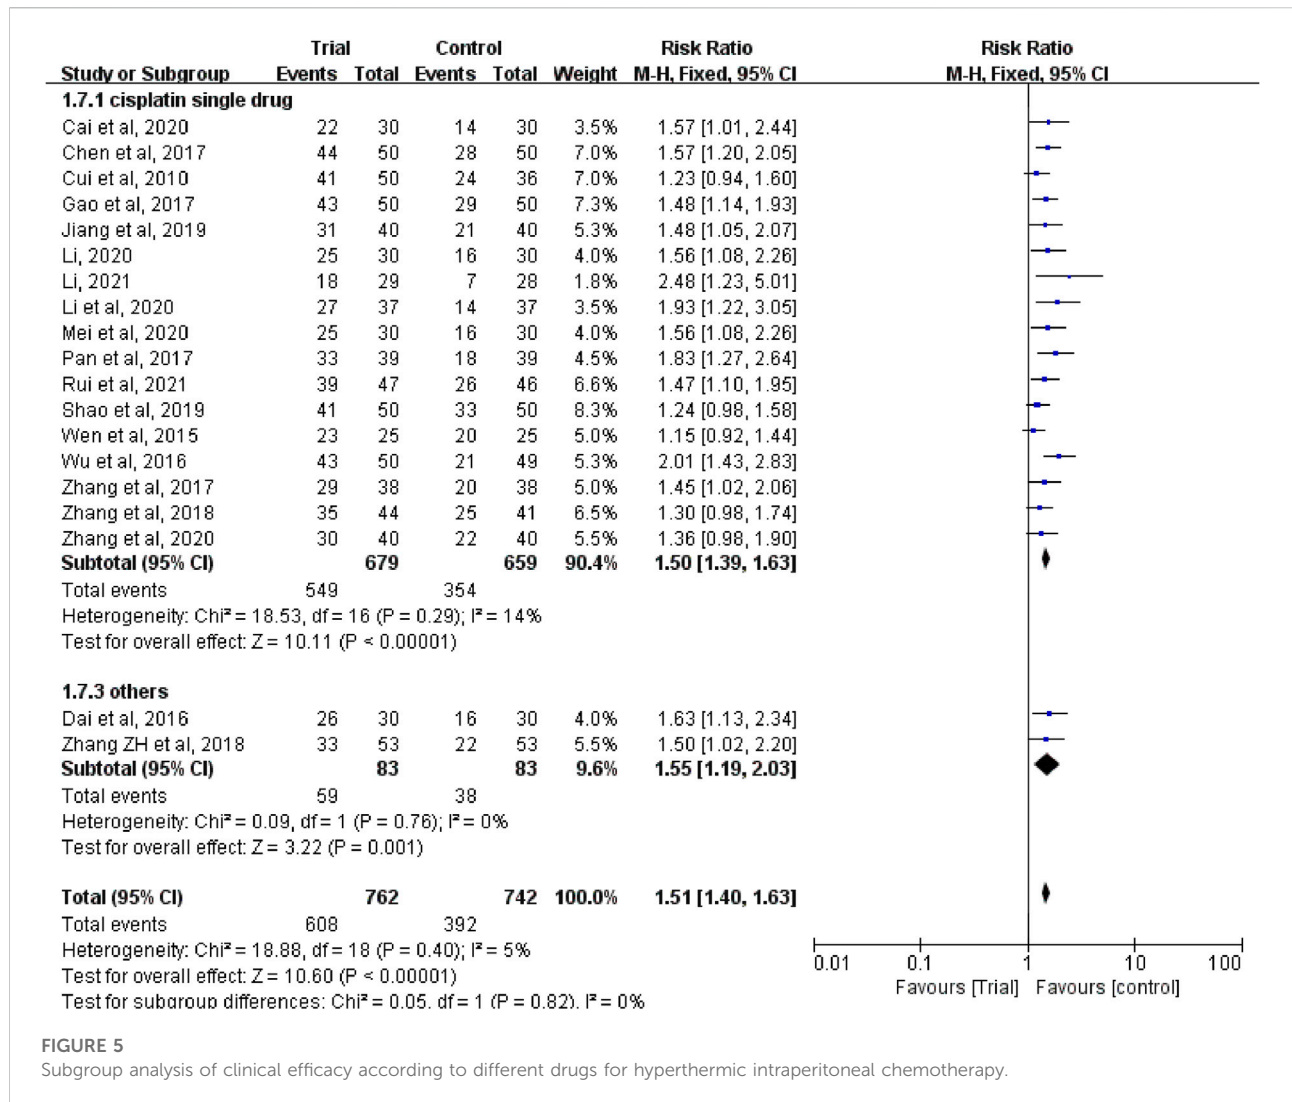 Trial Control Risk Ratio Risk Ratio
Study or Subgroup Events Total Events Total Weight M-H, Fixed, 95% CI M-H, Fixed, 95% CI
1.7.1 cisplatin single drug
Cai et al, 2020 22 30 14 30 3.5% 1.57 [1.01, 2.44]
Chen et al, 2017 44 50 28 50 7.0% 1.57 [1.20, 2.05]
Cui et al, 2010 41 50 24 36 7.0% 1.23 [0.94, 1.60]
Gao et al, 2017 43 50 29 50 7.3% 1.48 [1.14, 1.93]
Jiang et al, 2019 31 40 21 40 5.3% 1.48 [1.05, 2.07]
Li, 2020 25 30 16 30 4.0% 1.56 [1.08, 2.26]
Li, 2021 18 29 7 28 1.8% 2.48 [1.23, 5.01]
Li et al, 2020 27 37 14 37 3.5% 1.93 [1.22, 3.05]
Mei et al, 2020 25 30 16 30 4.0% 1.56 [1.08, 2.26]
Pan et al, 2017 33 39 18 39 4.5% 1.83 [1.27, 2.64]
Rui et al, 2021 39 47 26 46 6.6% 1.47 [1.10, 1.95]
Shao et al, 2019 41 50 33 50 8.3% 1.24 [0.98, 1.58]
Wen et al, 2015 23 25 20 25 5.0% 1.15 [0.92, 1.44]
Wu et al, 2016 43 50 21 49 5.3% 2.01 [1.43, 2.83]
Zhang et al, 2017 29 38 20 38 5.0% 1.45 [1.02, 2.06]
Zhang et al, 2018 35 44 25 41 6.5% 1.30 [0.98, 1.74]
Zhang et al, 2020 30 40 22 40 5.5% 1.36 [0.98, 1.90]
Subtotal (95% CI) 679 659 90.4% 1.50 [1.39, 1.63]
Total events 549 354
Heterogeneity: Chi² = 18.53, df = 16 (P = 0.29); I² = 14%
Test for overall effect: Z = 10.11 (P < 0.00001)
1.7.3 others
Dai et al, 2016 26 30 16 30 4.0% 1.63 [1.13, 2.34]
Zhang ZH et al, 2018 33 53 22 53 5.5% 1.50 [1.02, 2.20]
Subtotal (95% CI) 83 83 9.6% 1.55 [1.19, 2.03]
Total events 59 38
Heterogeneity: Chi² = 0.09, df = 1 (P = 0.76); I² = 0%
Test for overall effect: Z = 3.22 (P = 0.001)
Total (95% CI) 762 742 100.0% 1.51 [1.40, 1.63]
Total events 608 392
Heterogeneity: Chi² = 18.88, df = 18 (P = 0.40); I² = 5%
Test for overall effect: Z = 10.60 (P < 0.00001)
Test for subgroup differences: Chi² = 0.05. df = 1 (P = 0.82). I² = 0%
0.01 0.1 1 10 100
Favours [Trial] Favours [control]
FIGURE 5
Subgroup analysis of clinical efficacy according to different drugs for hyperthermic intraperitoneal chemotherapy.